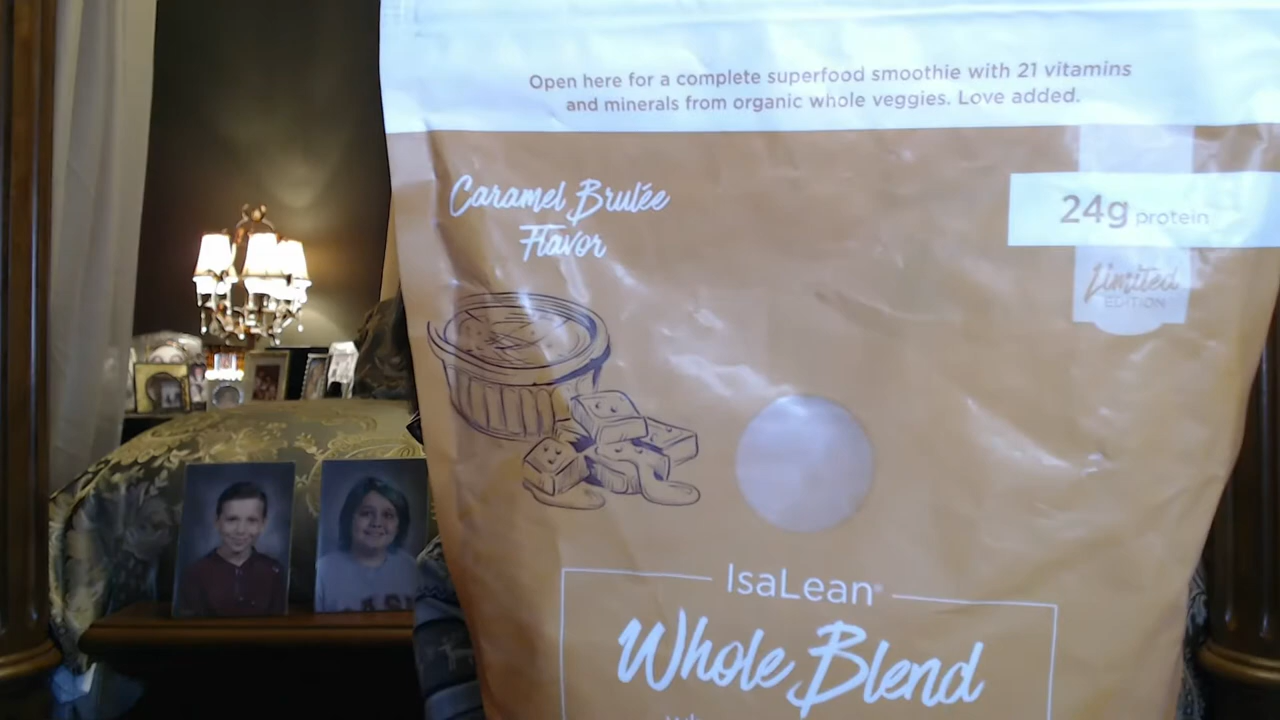 Open here for a complete superfood smoothie with 21 vitamins
and minerals from organic whole veggies. Love added.
Caramel Brulée
Flavor
24g protein
Limited
EDITION
IsaLean®
Whole Blend